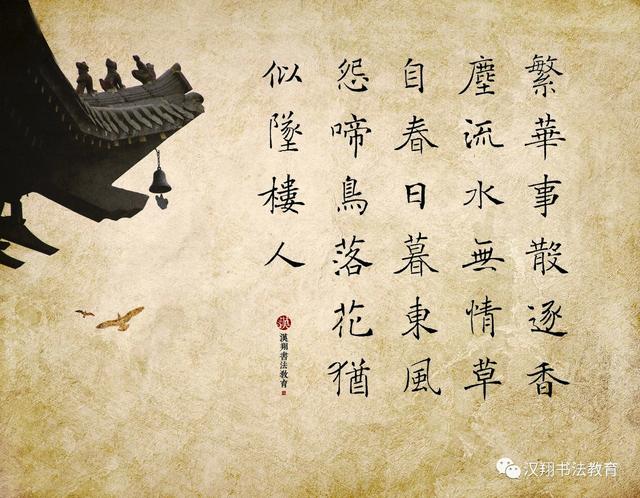 繁華事散逐香
塵流水無情草
自春日暮東風
怨啼鳥落花猶
似墜樓人
漢
漢翔書法教育
汉翔书法教育